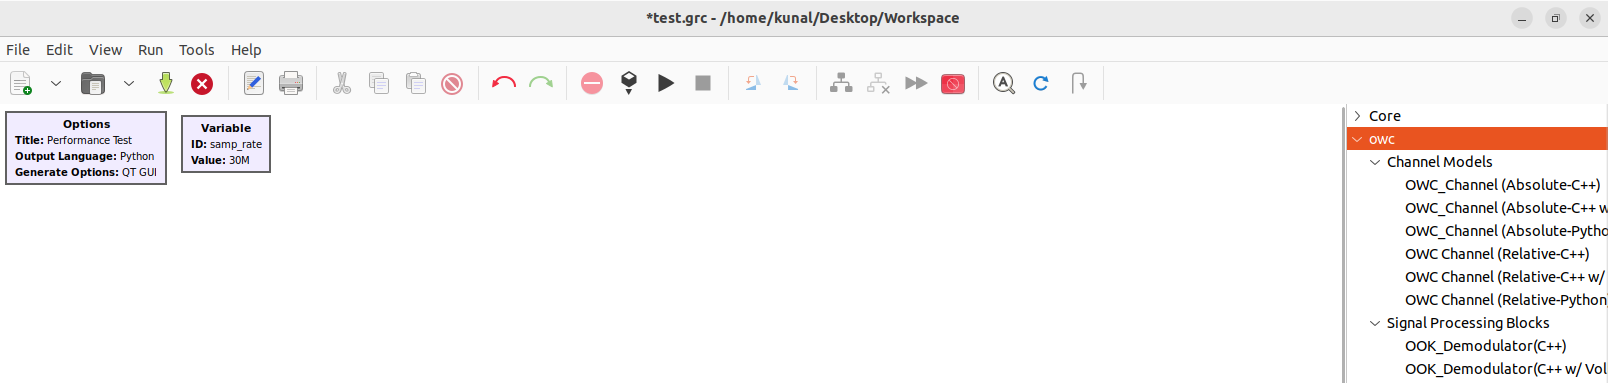 *test.grc - /home/kunal/Desktop/Workspace
File Edit View Run Tools Help
Options
Title: Performance Test
Output Language: Python
Generate Options: QT GUI
Variable
ID: samp_rate
Value: 30M
Core
owc
Channel Models
OWC_Channel (Absolute-C++)
OWC_Channel (Absolute-C++ w
OWC_Channel (Absolute-Pytho
OWC Channel (Relative-C++)
OWC Channel (Relative-C++ w/
OWC Channel (Relative-Python)
Signal Processing Blocks
OOK_Demodulator(C++)
OOK_Demodulator(C++ w/ Vol